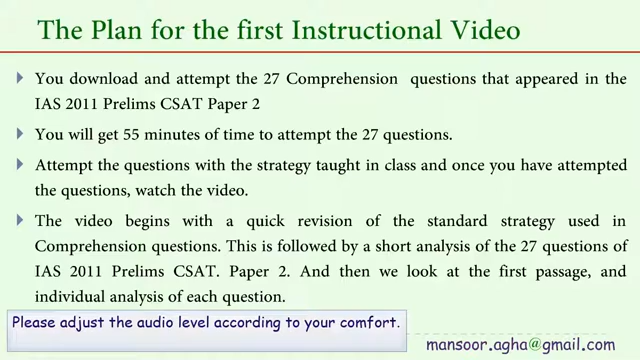 The Plan for the first Instructional Video
You download and attempt the 27 Comprehension questions that appeared in the
IAS 2011 Prelims CSAT Paper 2
You will get 55 minutes of time to attempt the 27 questions.
Attempt the questions with the strategy taught in class and once you have attempted
the questions, watch the video.
The video begins with a quick revision of the standard strategy used in
Comprehension questions. This is followed by a short analysis of the 27 questions of
IAS 2011 Prelims CSAT. Paper 2. And then we look at the first passage, and
individual analysis of each question.
Please adjust the audio level according to your comfort.
mansoor.agha@gmail.com